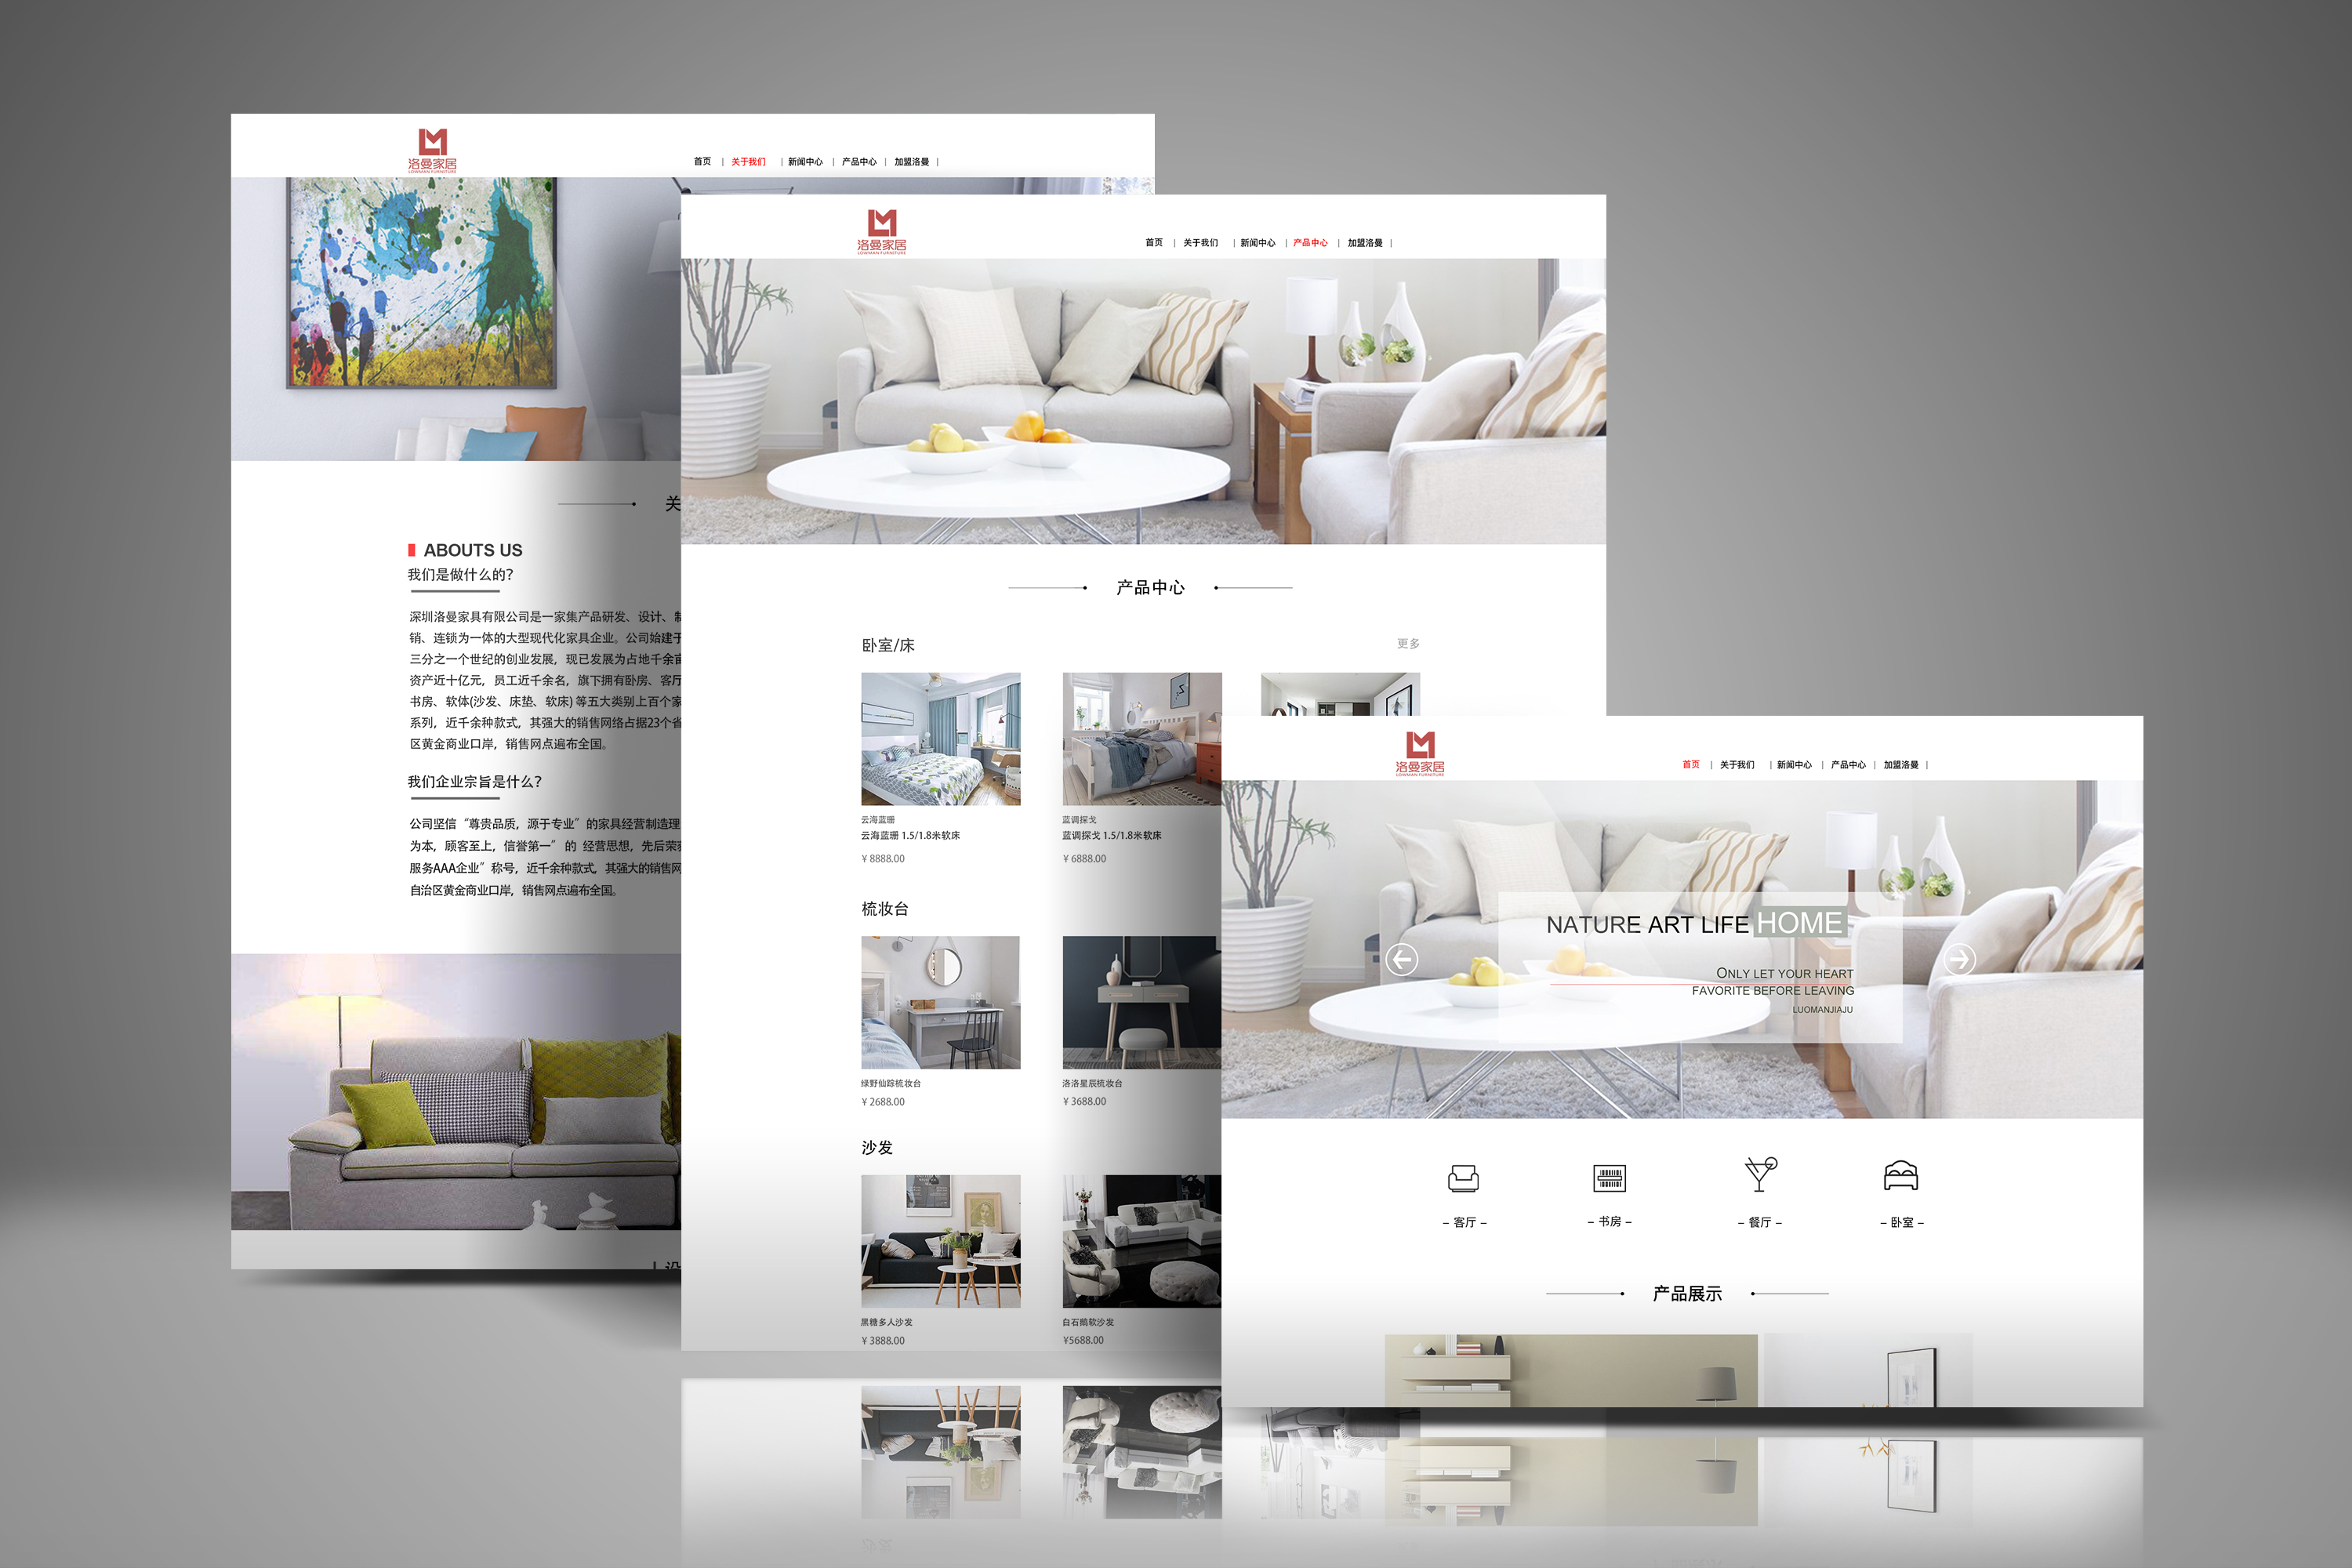 洛曼家居
LOWMAN FURNITURE
首页 | 关于我们 | 新闻中心 | 产品中心 | 加盟洛曼 |
关
ABOUTS US
我们是做什么的?
深圳洛曼家具有限公司是一家集产品研发、设计、制
销、连锁为一体的大型现代化家具企业。公司始建于
三分之一个世纪的创业发展，现已发展为占地千余亩
资产近十亿元，员工近千余名，旗下拥有卧房、客厅
书房、软体(沙发、床垫、软床) 等五大类别上百个家
系列，近千余种款式，其强大的销售网络占据23个省
区黄金商业口岸，销售网点遍布全国。
我们企业宗旨是什么?
公司坚信“尊贵品质，源于专业”的家具经营制造理
为本，顾客至上，信誉第一”的 经营思想，先后荣获
服务AAA企业”称号，近千余种款式，其强大的销售网
自治区黄金商业口岸，销售网点遍布全国。
洛曼家居
LOWMAN FURNITURE
首页 | 关于我们 | 新闻中心 | 产品中心 | 加盟洛曼 |
产品中心
卧室/床
更多
云海蓝珊
云海蓝珊 1.5/1.8米软床
¥ 8888.00
蓝调探戈
蓝调探戈 1.5/1.8米软床
¥ 6888.00
梳妆台
绿野仙踪梳妆台
¥ 2688.00
洛洛星辰梳妆台
¥ 3688.00
沙发
黑糖多人沙发
¥ 3888.00
白石鹅软沙发
¥5688.00
洛曼家居
LOWMAN FURNITURE
首页 | 关于我们 | 新闻中心 | 产品中心 | 加盟洛曼 |
NATURE ART LIFE HOME
ONLY LET YOUR HEART
FAVORITE BEFORE LEAVING
LUOMANJIAJU
– 客厅 –
– 书房 –
– 餐厅 –
– 卧室 –
产品展示